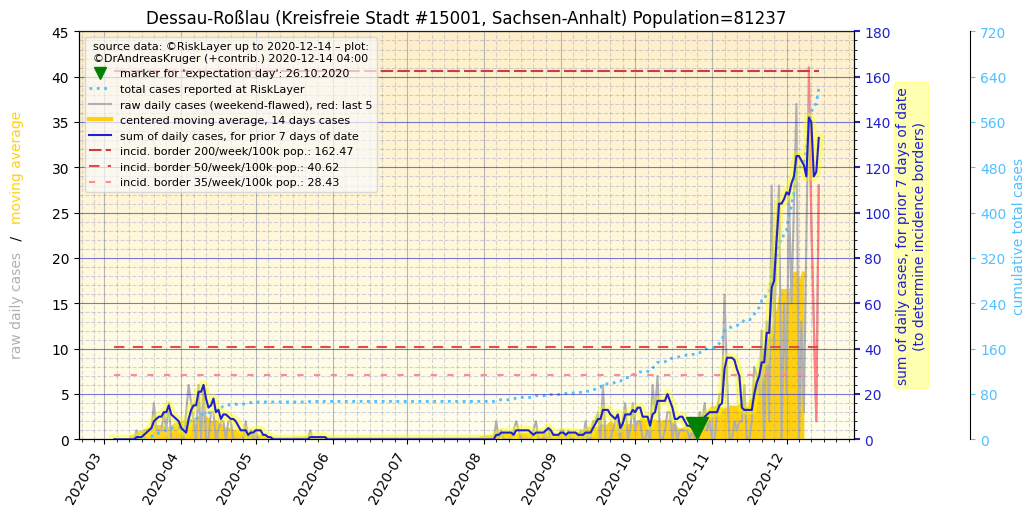 Dessau-Roßlau (Kreisfreie Stadt #15001, Sachsen-Anhalt) Population=81237
source data: ©RiskLayer up to 2020-12-14 – plot:
©DrAndreasKruger (+contrib.) 2020-12-14 04:00
marker for 'expectation day': 26.10.2020
total cases reported at RiskLayer
raw daily cases (weekend-flawed), red: last 5
centered moving average, 14 days cases
sum of daily cases, for prior 7 days of date
incid. border 200/week/100k pop.: 162.47
incid. border 50/week/100k pop.: 40.62
incid. border 35/week/100k pop.: 28.43
raw daily cases / moving average
45
40
35
30
25
20
15
10
5
0
2020-03
2020-04
2020-05
2020-06
2020-07
2020-08
2020-09
2020-10
2020-11
2020-12
180
160
140
120
100
80
60
40
20
0
sum of daily cases, for prior 7 days of date
(to determine incidence borders)
720
640
560
480
400
320
240
160
80
0
cumulative total cases